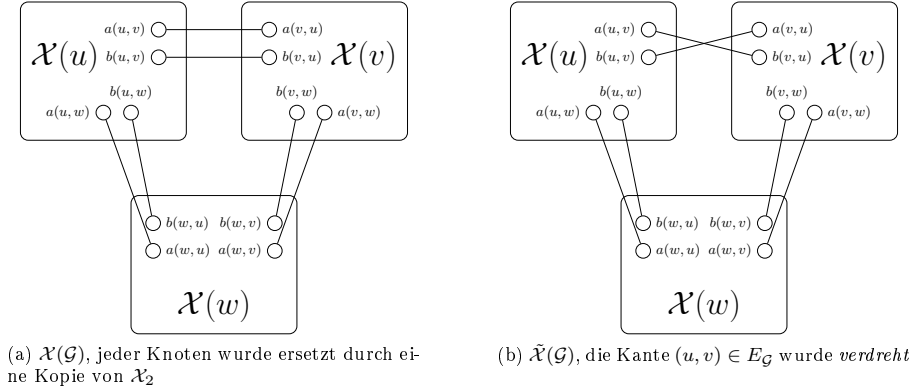 a(u, v) a(v, u)
𝒳(u) b(u, v) b(v, u) 𝒳(v)
b(u, w) b(v, w)
a(u, w) a(v, w)
b(w, u) b(w, v)
a(w, u) a(w, v)
𝒳(w)
(a) 𝒳(𝒢), jeder Knoten wurde ersetzt durch ei-
ne Kopie von 𝒳₂
a(u, v) a(v, u)
𝒳(u) b(u, v) b(v, u) 𝒳(v)
b(u, w) b(v, w)
a(u, w) a(v, w)
b(w, u) b(w, v)
a(w, u) a(w, v)
𝒳(w)
(b) 𝒳̃(𝒢), die Kante (u, v) ∈ E_𝒢 wurde verdreht